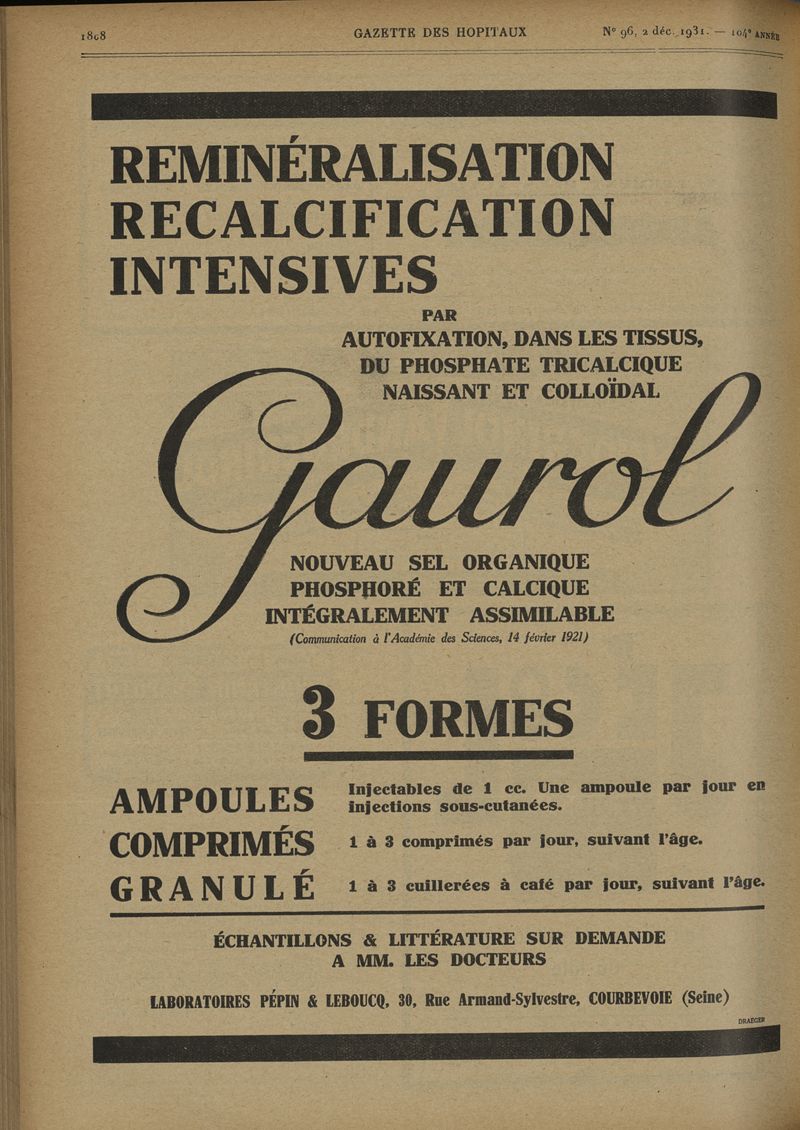 1808
GAZETTE DES HOPITAUX
N° 96, 2 déc. 1931. — 104e ANNÉE
REMINÉRALISATION
RECALCIFICATION
INTENSIVES
PAR
AUTOFIXATION, DANS LES TISSUS,
DU PHOSPHATE TRICALCIQUE
NAISSANT ET COLLOÏDAL
Gaurol
NOUVEAU SEL ORGANIQUE
PHOSPHORÉ ET CALCIQUE
INTÉGRALEMENT ASSIMILABLE
(Communication à l'Académie des Sciences, 14 février 1921)
3 FORMES
AMPOULES
Injectables de 1 cc. Une ampoule par jour en
injections sous-cutanées.
COMPRIMÉS
1 à 3 comprimés par jour, suivant l'âge.
GRANULÉ
1 à 3 cuillerées à café par jour, suivant l'âge.
ÉCHANTILLONS & LITTÉRATURE SUR DEMANDE
A MM. LES DOCTEURS
LABORATOIRES PÉPIN & LEBOUCQ, 30, Rue Armand-Sylvestre, COURBEVOIE (Seine)
DRAEGER